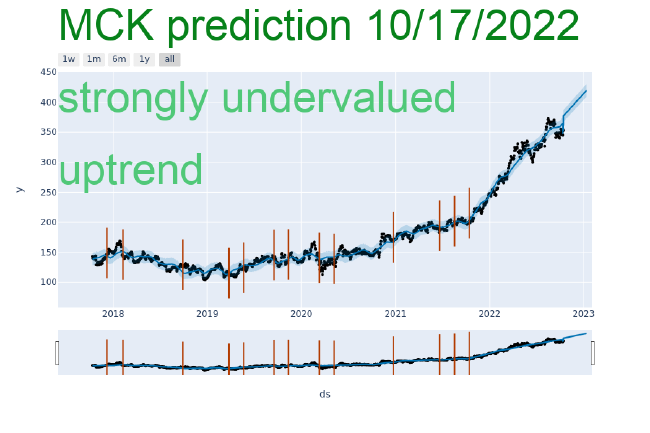 MCK prediction 10/17/2022
1w 1m 6m 1y all
450
400
strongly undervalued
350
300
uptrend
250
y
200
150
100
2018 2019 2020 2021 2022 2023
ds